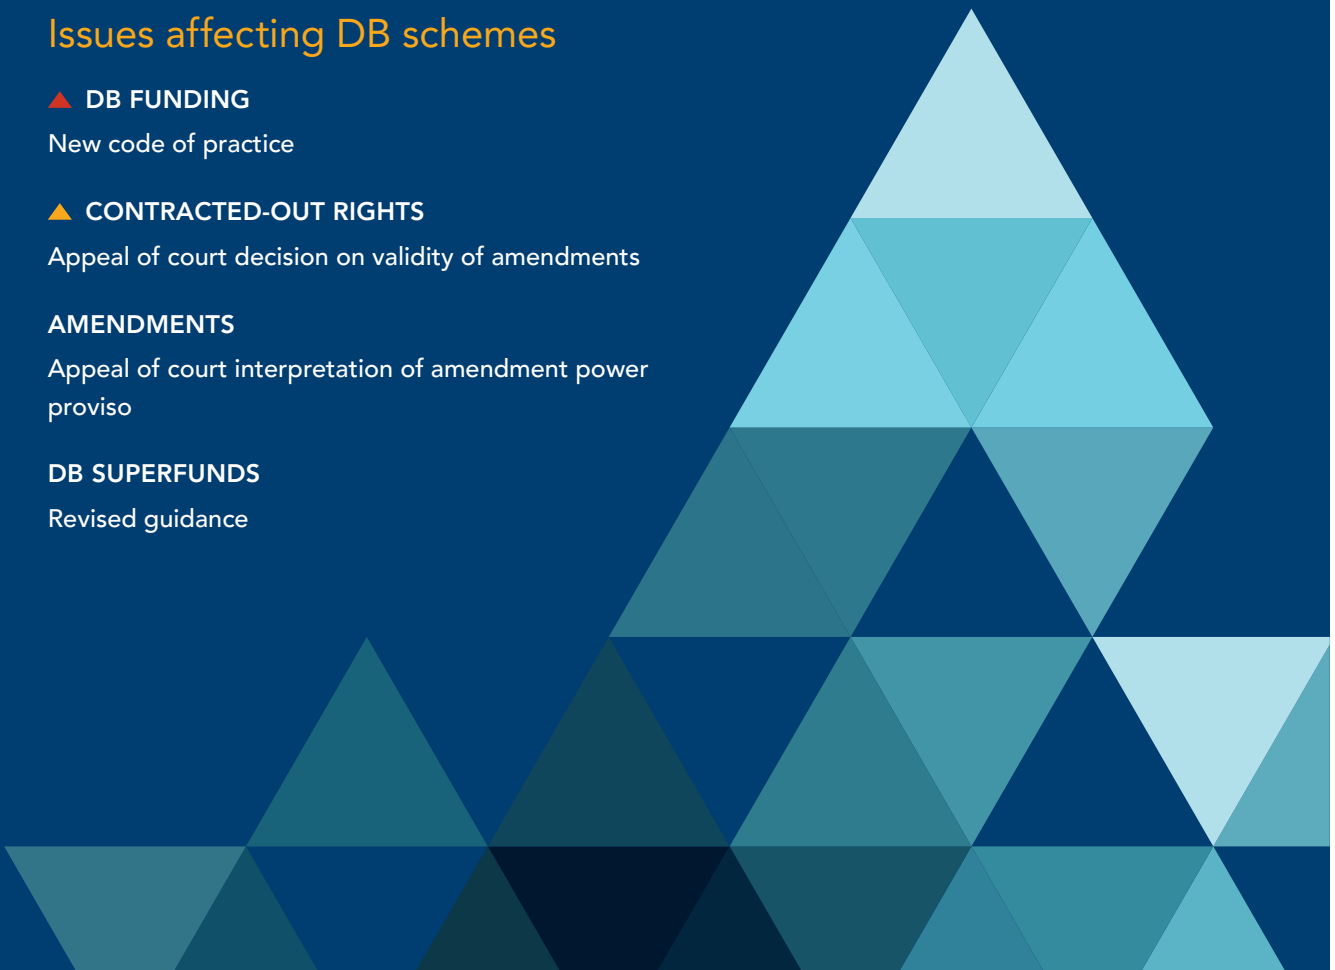 Issues affecting DB schemes
DB FUNDING
New code of practice
CONTRACTED-OUT RIGHTS
Appeal of court decision on validity of amendments
AMENDMENTS
Appeal of court interpretation of amendment power
proviso
DB SUPERFUNDS
Revised guidance